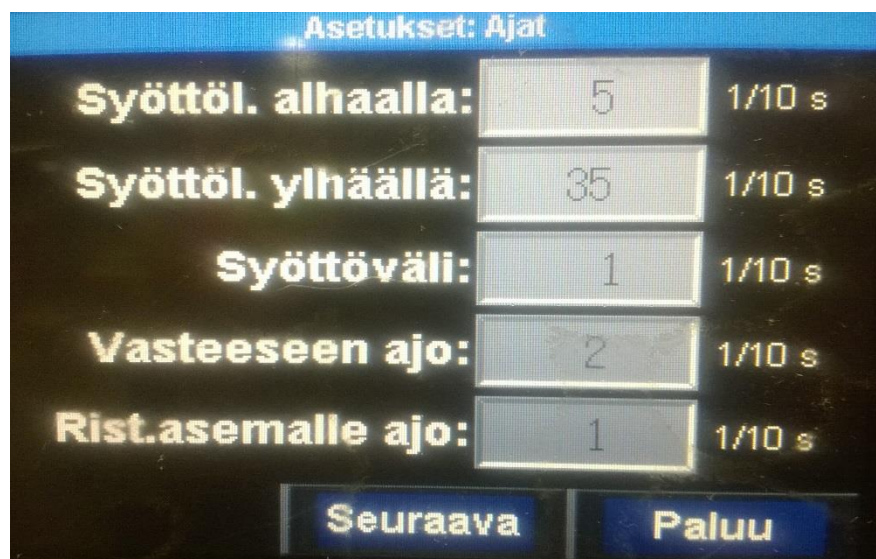 Asetukset: Ajat
Syöttöl. alhaalla: 5 1/10 s
Syöttöl. ylhäällä: 35 1/10 s
Syöttöväli: 1 1/10 s
Vasteeseen ajo: 2 1/10 s
Rist.asemalle ajo: 1 1/10 s
Seuraava Paluu